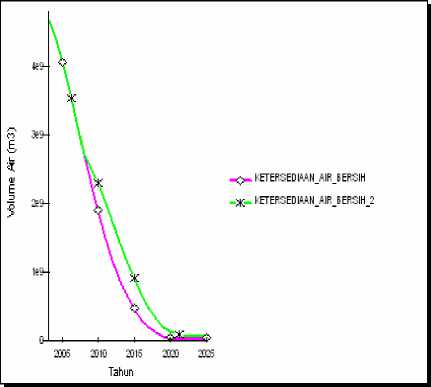 Volume Air (m3)
4e9
3e9
2e9
1e9
0
2005 2010 2015 2020 2025
Tahun
KETERSEDIAAN_AIR_BERSIH
KETERSEDIAAN_AIR_BERSIH_2